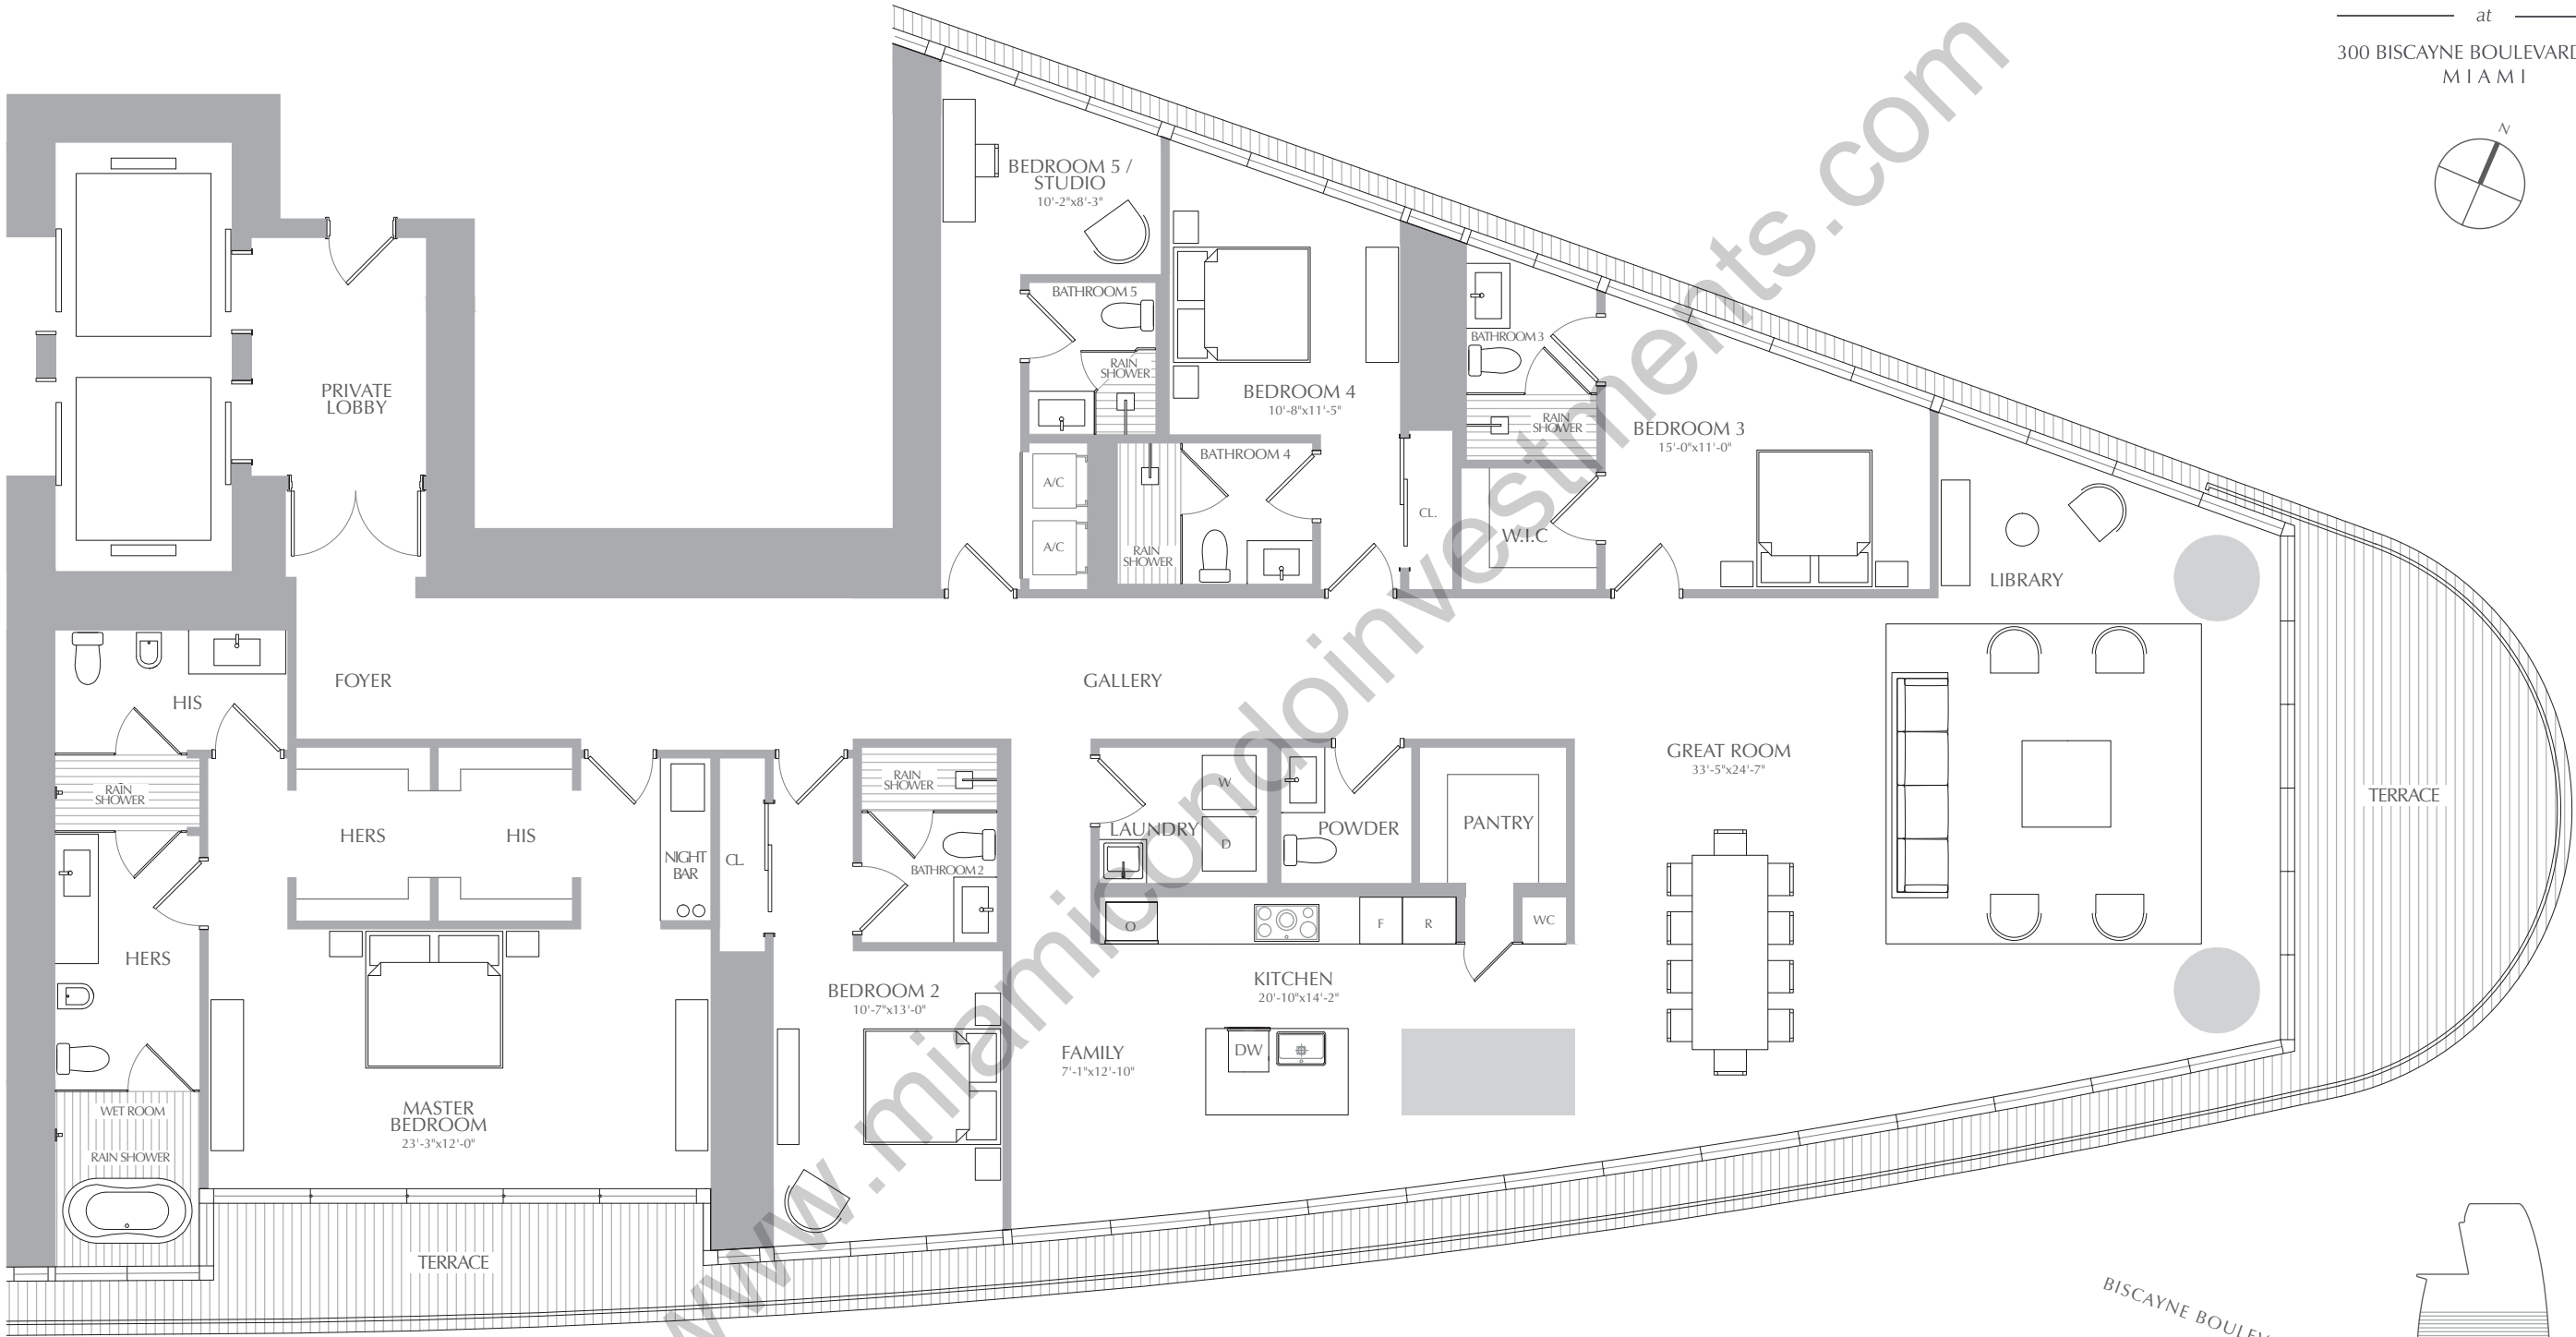 at
300 BISCAYNE BOULEVARD
MIAMI
N
BEDROOM 5 /
STUDIO
10'-2"x8'-3"
BATHROOM 5
RAIN
SHOWER
BEDROOM 4
10'-8"x11'-5"
BATHROOM 3
RAIN
SHOWER
BEDROOM 3
15'-0"x11'-0"
PRIVATE
LOBBY
A/C
A/C
BATHROOM 4
RAIN
SHOWER
CL.
W.I.C
LIBRARY
HIS
FOYER
GALLERY
RAIN
SHOWER
HERS
HIS
NIGHT
BAR
CL.
RAIN
SHOWER
BATHROOM 2
W
D
LAUNDRY
POWDER
PANTRY
GREAT ROOM
33'-5"x24'-7"
TERRACE
O
F
R
WC
HERS
BEDROOM 2
10'-7"x13'-0"
KITCHEN
20'-10"x14'-2"
FAMILY
7'-1"x12'-10"
DW
MASTER
BEDROOM
23'-3"x12'-0"
WET ROOM
RAIN SHOWER
TERRACE
BISCAYNE BOULEV
www.miamicondoinvestments.com